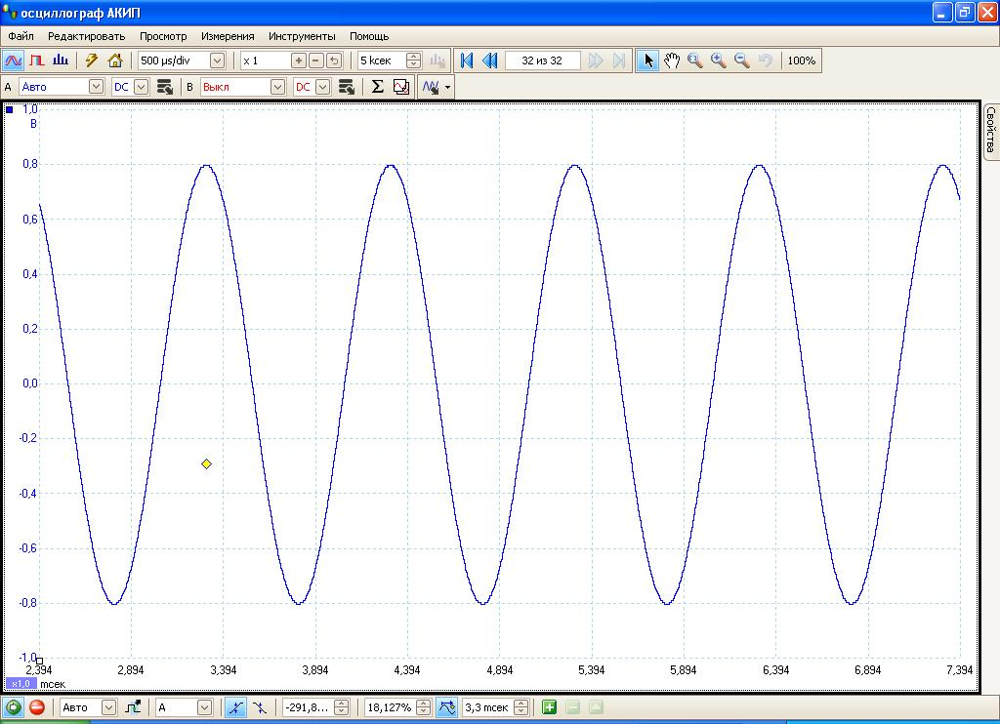 осциллограф АКИП
Файл Редактировать Просмотр Измерения Инструменты Помощь
500 µs/div x 1 5 kсек 32 из 32 100%
A Авто DC B Выкл DC Σ
1,0
В
0,8
0,6
0,4
0,2
0,0
-0,2
-0,4
-0,6
-0,8
-1,0
2,394 2,894 3,394 3,894 4,394 4,894 5,394 5,894 6,394 6,894 7,394
x1,0 мсек
Свойства
Авто A -291,8... 18,127% 3,3 мсек